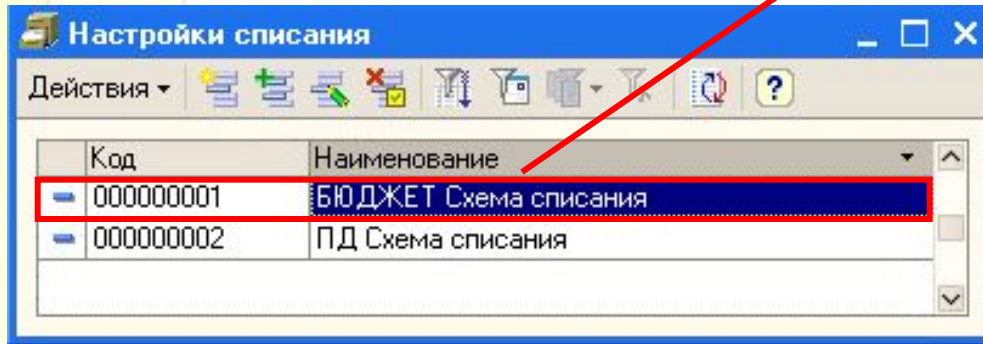 Настройки списания
Действия
Код Наименование
000000001 БЮДЖЕТ Схема списания
000000002 ПД Схема списания